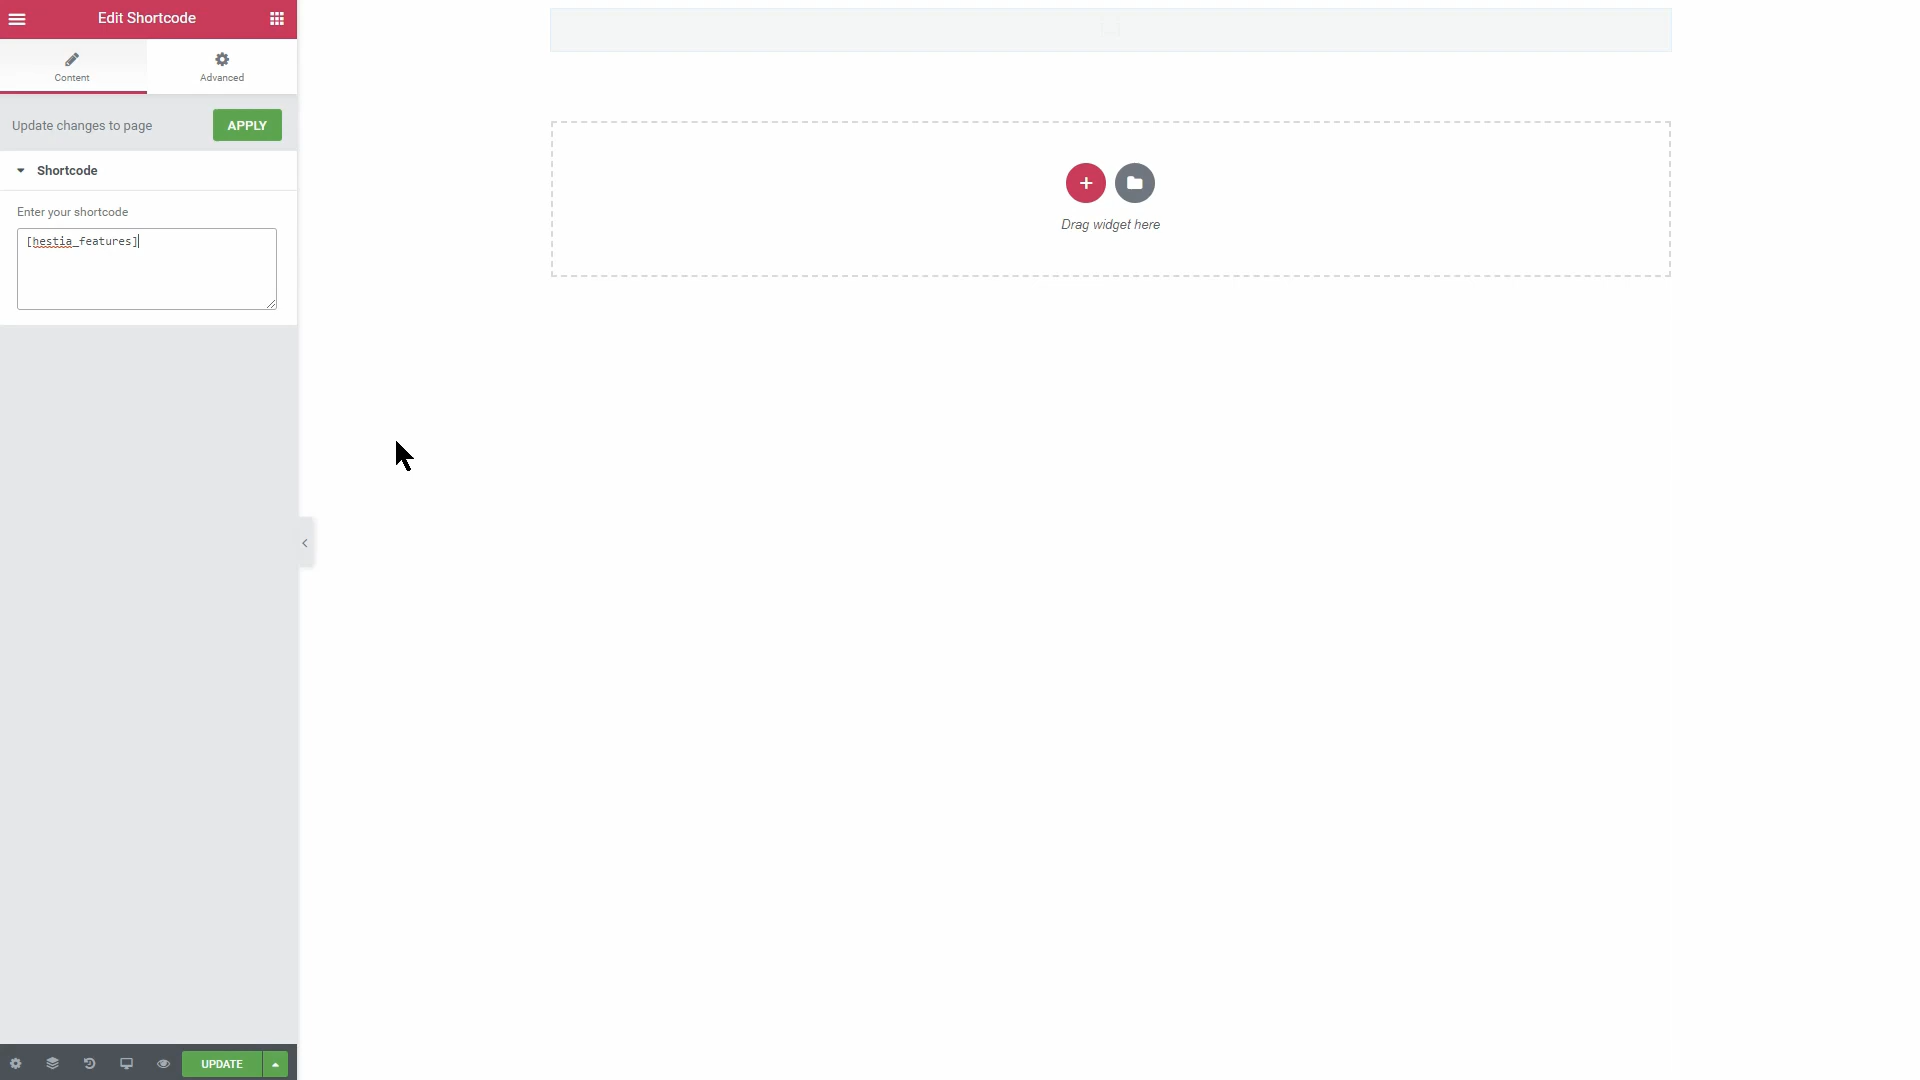 Edit Shortcode
Content
Advanced
Update changes to page
APPLY
Shortcode
Enter your shortcode
[hestia_features]
Drag widget here
UPDATE